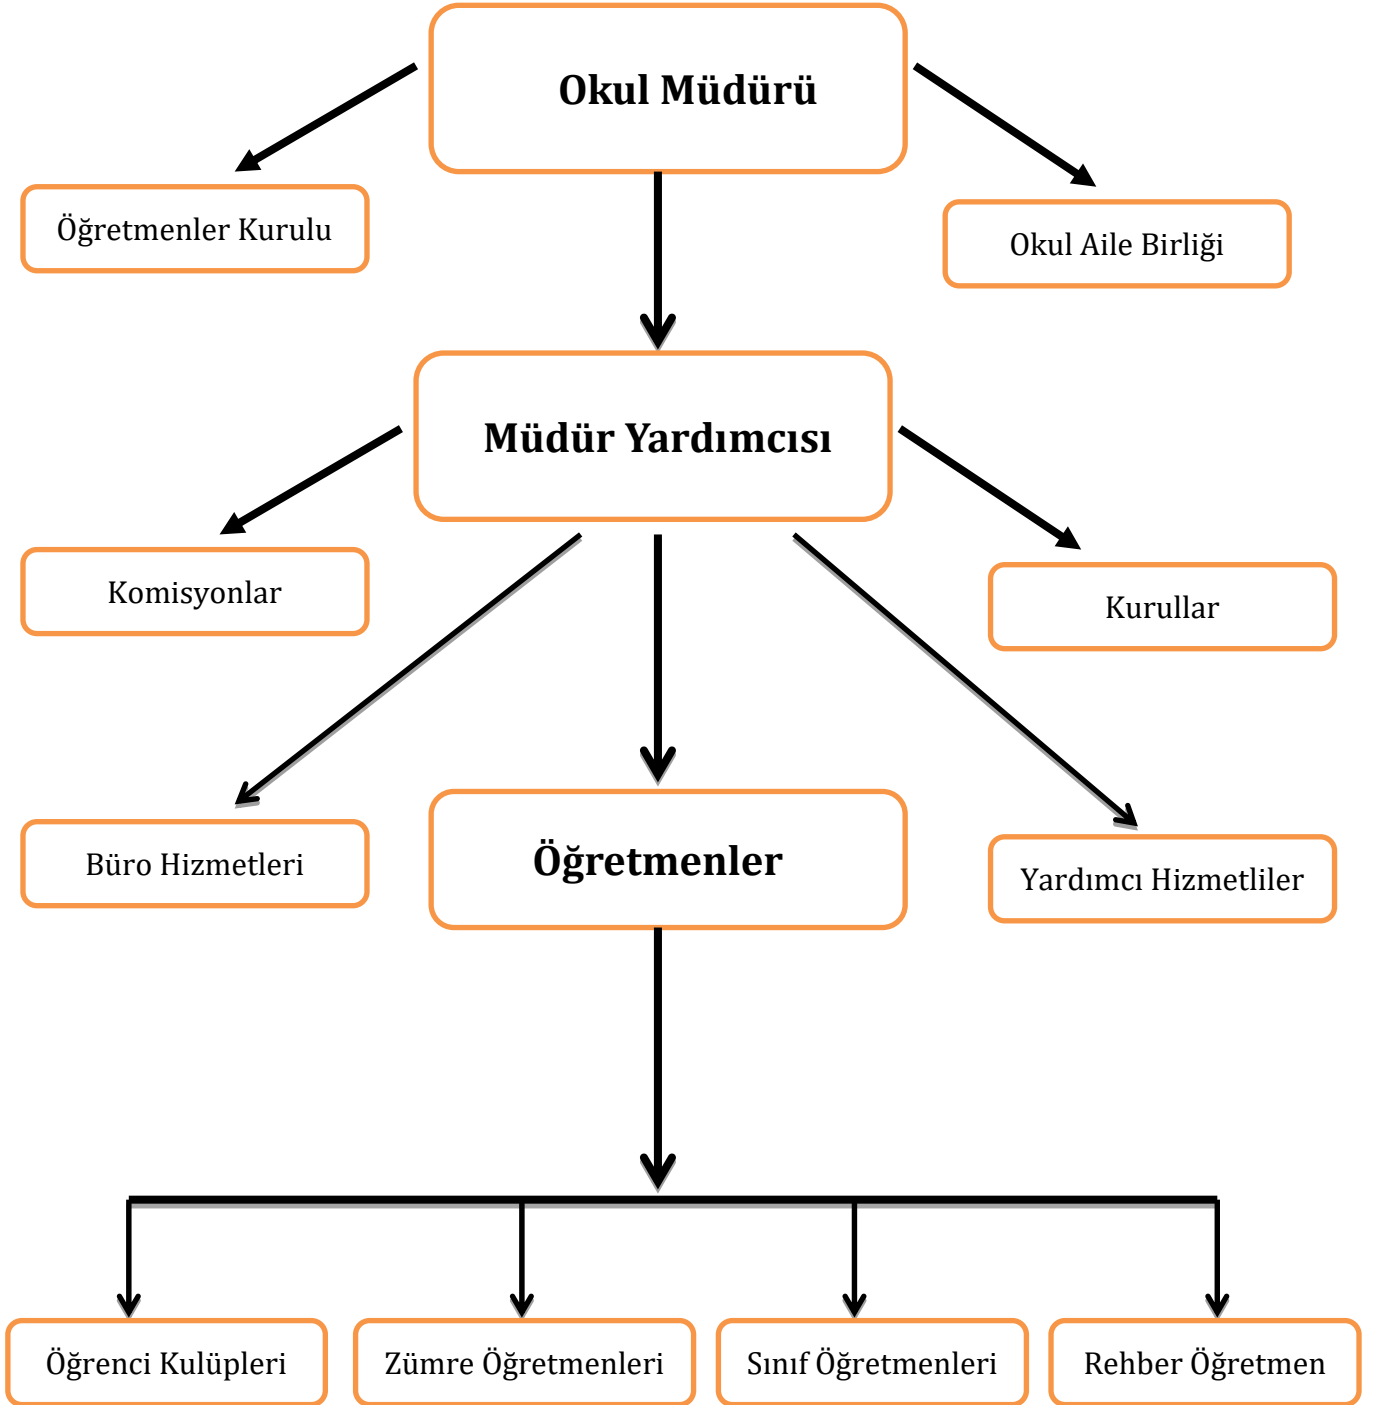 Okul Müdürü
Öğretmenler Kurulu
Okul Aile Birliği
Müdür Yardımcısı
Komisyonlar
Kurullar
Büro Hizmetleri
Öğretmenler
Yardımcı Hizmetliler
Öğrenci Kulüpleri
Zümre Öğretmenleri
Sınıf Öğretmenleri
Rehber Öğretmen